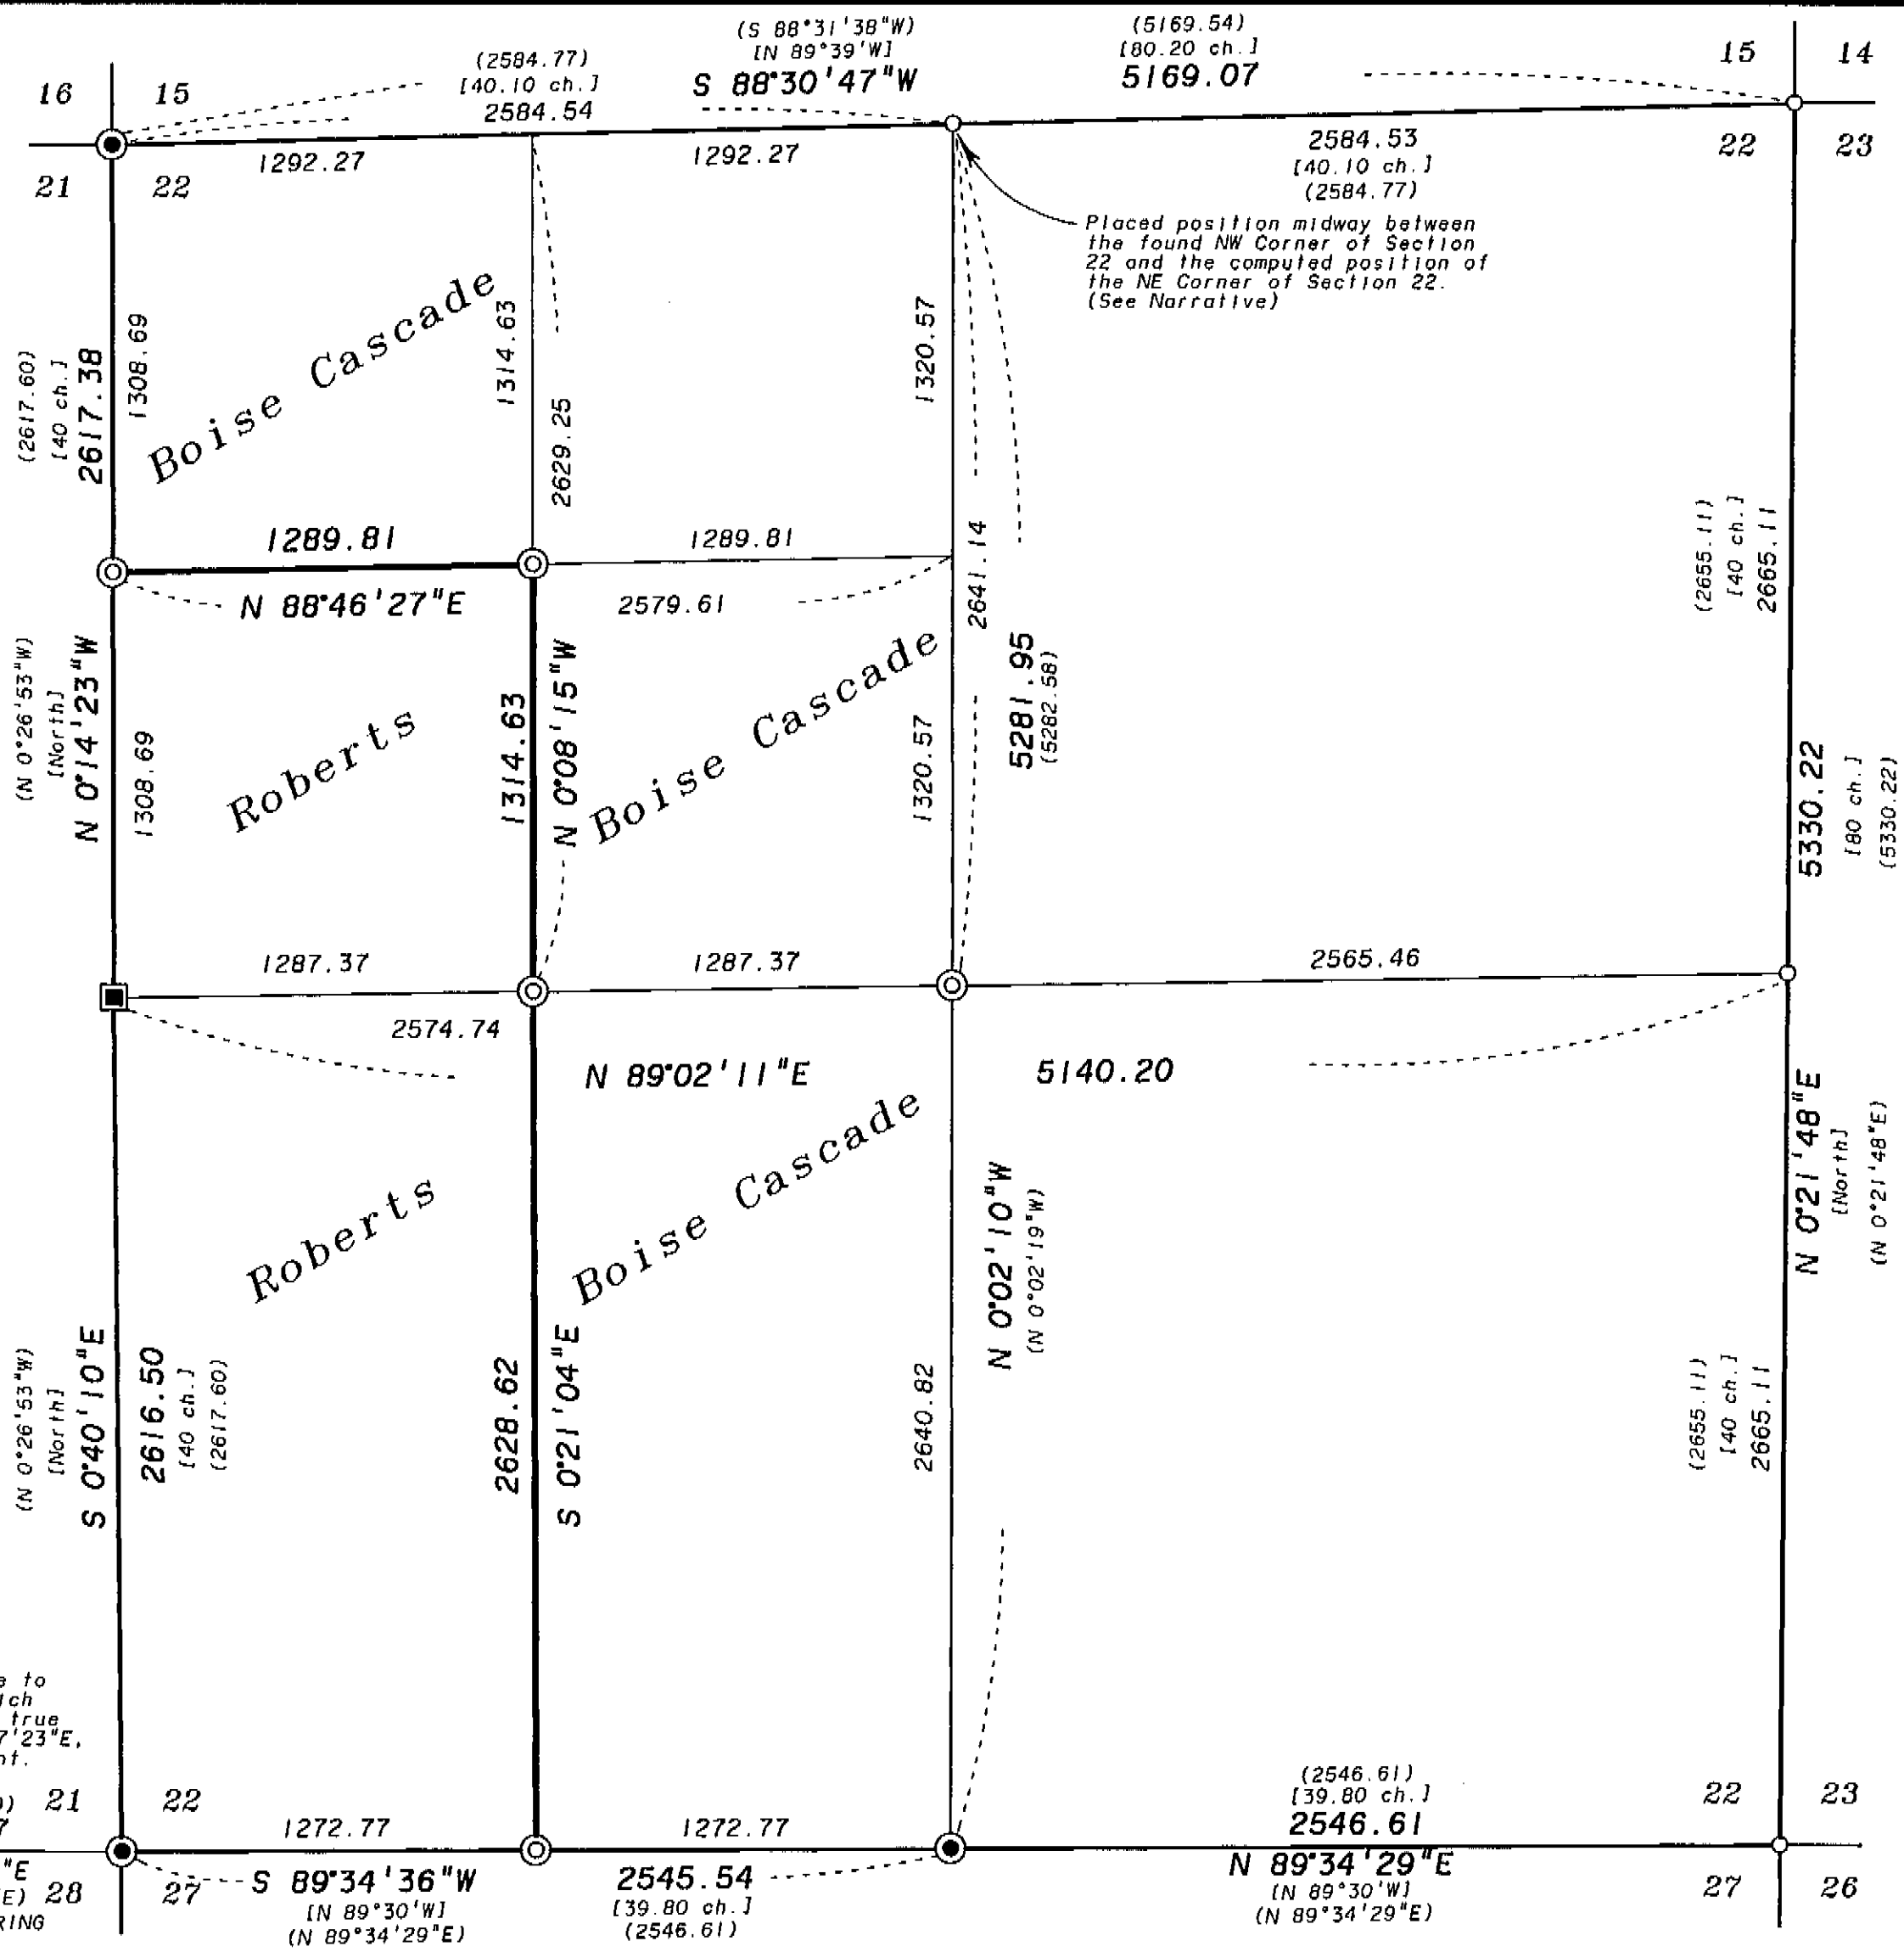 (S 88°31'38"W)
[N 89°39'W]
S 88°30'47"W
(5169.54)
[80.20 ch.]
5169.07
(2584.77)
[40.10 ch.]
2584.54
16 15
15 14
1292.27
1292.27
2584.53
[40.10 ch.]
(2584.77)
21 22
22 23
Placed position midway between
the found NW Corner of Section
22 and the computed position of
the NE Corner of Section 22.
(See Narrative)
(2617.60)
[40 ch.]
2617.38
1308.69
Boise Cascade
1314.63
2629.25
1320.57
1289.81
1289.81
N 88°46'27"E
2579.61
2641.14
(2655.11)
[40 ch.]
2665.11
(N 0°26'53"W)
[North]
N 0°14'23"W
1308.69
Roberts
1314.63
N 0°08'15"W
Boise Cascade
1320.57
5281.95
(5282.58)
5330.22
[80 ch.]
(5330.22)
1287.37
1287.37
2565.46
2574.74
N 89°02'11"E
5140.20
N 0°21'48"E
[North]
(N 0°21'48"E)
Roberts
Boise Cascade
N 0°02'10"W
(N 0°02'19"W)
(N 0°26'53"W)
[North]
S 0°40'10"E
2616.50
[40 ch.]
(2617.60)
2628.62
S 0°21'04"E
2640.82
(2655.11)
[40 ch.]
2665.11
e to
ich
true
7'23"E,
nt.
)
7
21 22
1272.77
1272.77
(2546.61)
[39.80 ch.]
2546.61
22 23
"E
E)
RING
28 27
S 89°34'36"W
[N 89°30'W]
(N 89°34'29"E)
2545.54
[39.80 ch.]
(2546.61)
N 89°34'29"E
[N 89°30'W]
(N 89°34'29"E)
27 26